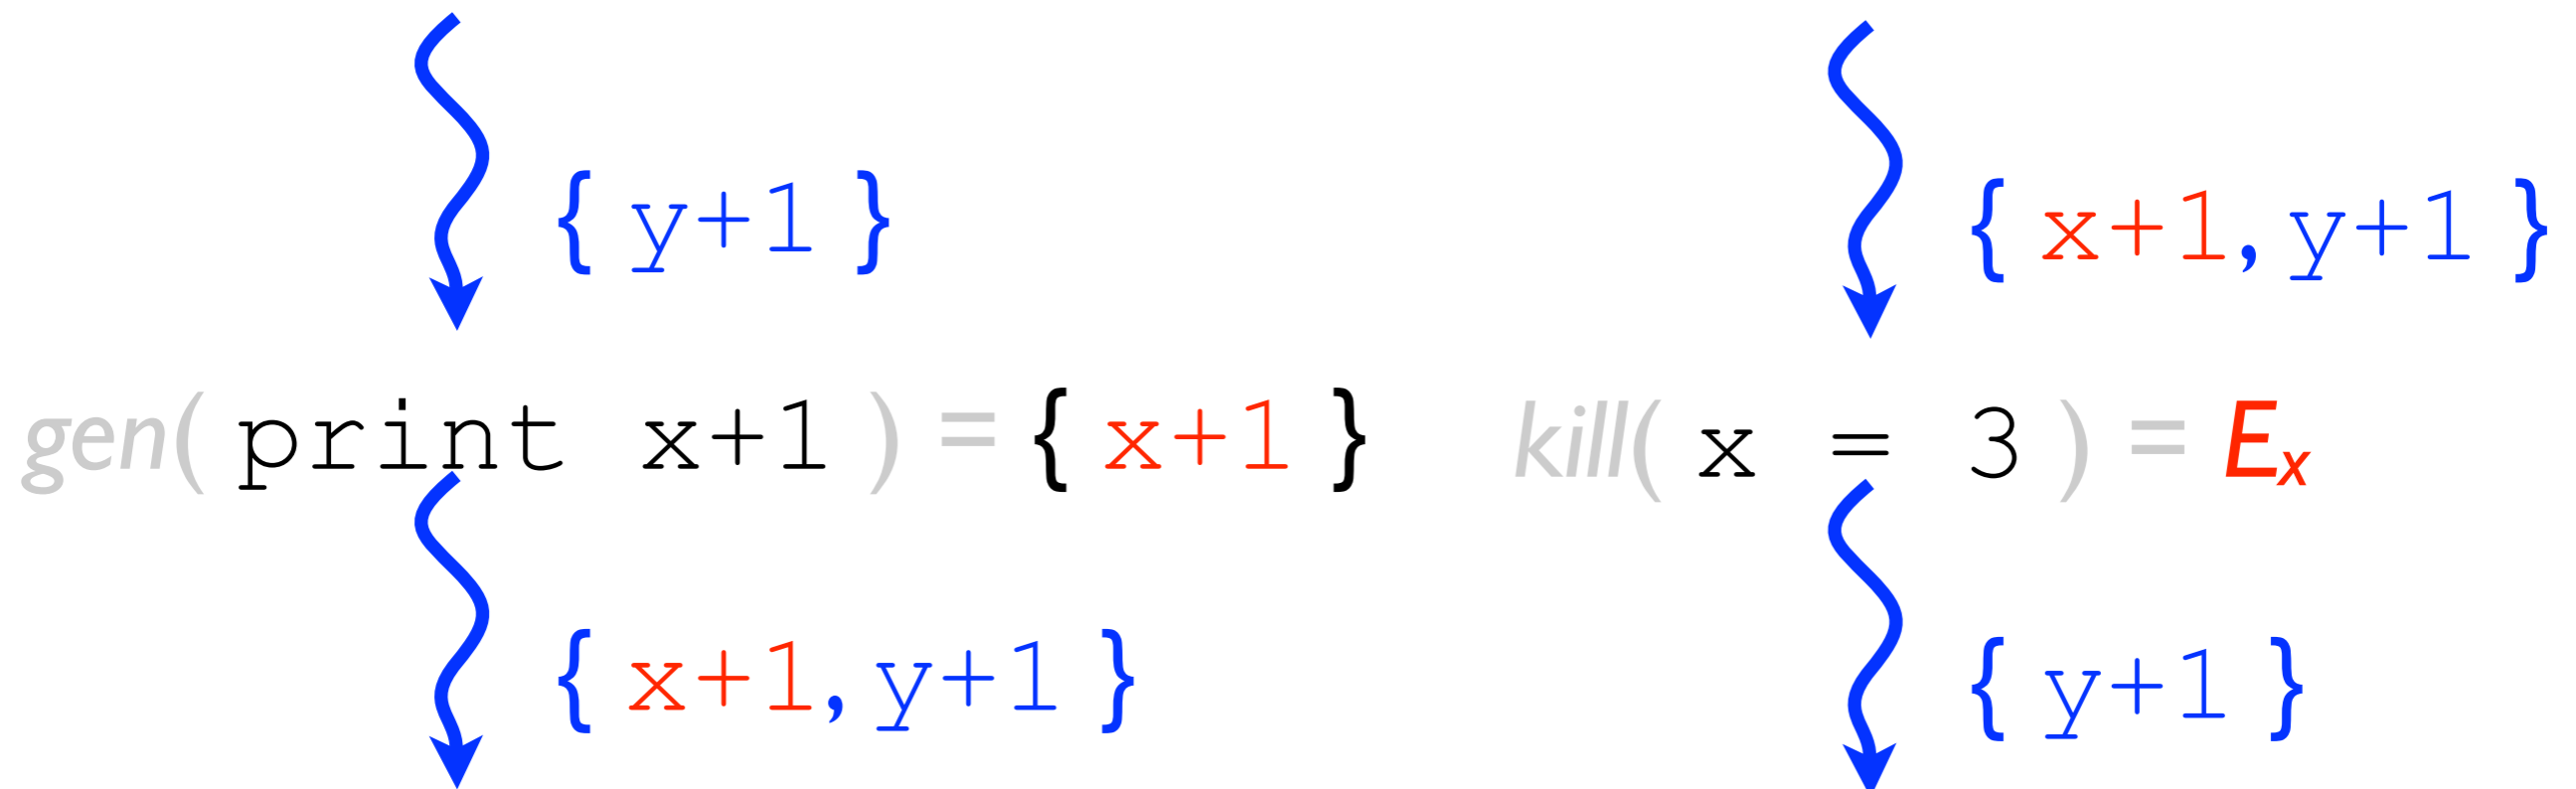 { y+1 }
{ x+1,y+1 }
gen( print x+1 ) = { x+1 }
kill( x = 3 ) = Ex
{ x+1,y+1 }
{ y+1 }